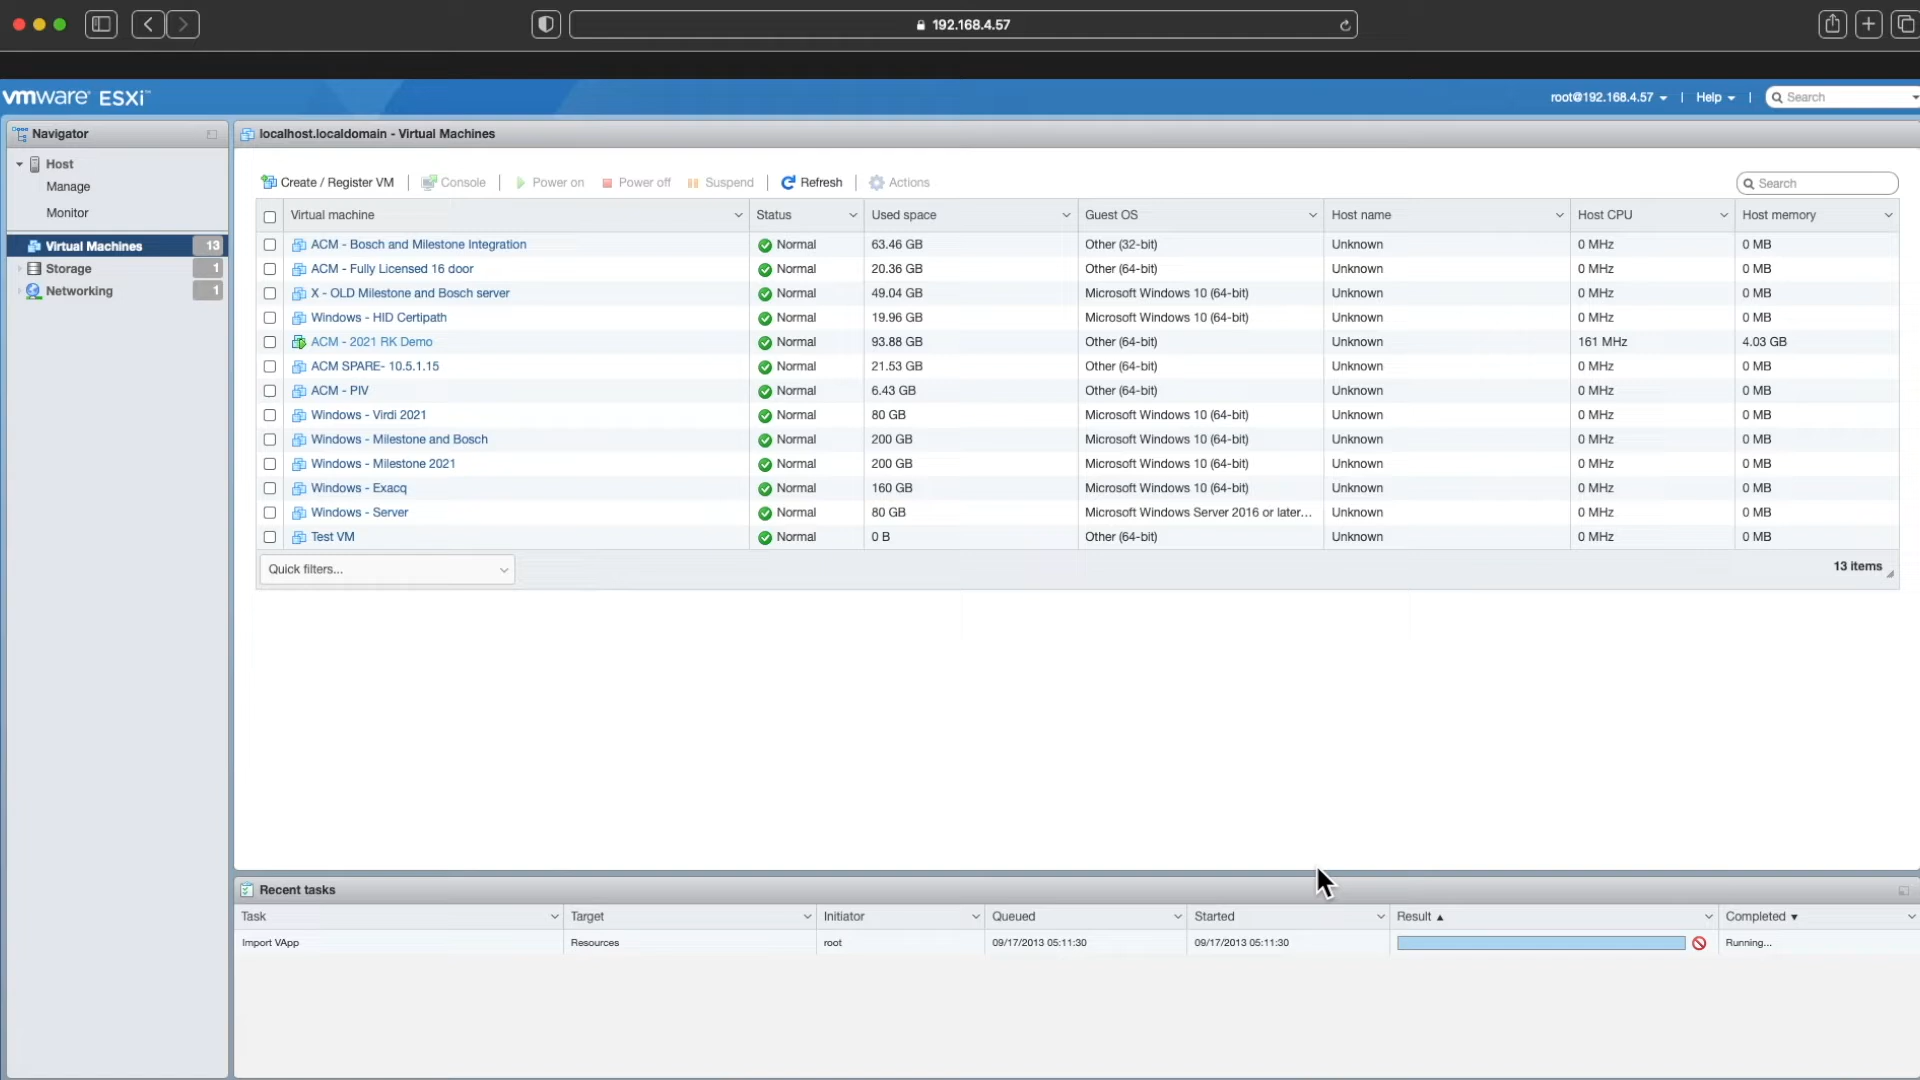 192.168.4.57
vmware ESXi™
root@192.168.4.57 | Help | Search
Navigator
Host
Manage
Monitor
Virtual Machines 13
Storage 1
Networking 1
localhost.localdomain - Virtual Machines
Create / Register VM | Console | Power on Power off Suspend | Refresh | Actions Search
Virtual machine Status Used space Guest OS Host name Host CPU Host memory
ACM - Bosch and Milestone Integration Normal 63.46 GB Other (32-bit) Unknown 0 MHz 0 MB
ACM - Fully Licensed 16 door Normal 20.36 GB Other (64-bit) Unknown 0 MHz 0 MB
X - OLD Milestone and Bosch server Normal 49.04 GB Microsoft Windows 10 (64-bit) Unknown 0 MHz 0 MB
Windows - HID Certipath Normal 19.96 GB Microsoft Windows 10 (64-bit) Unknown 0 MHz 0 MB
ACM - 2021 RK Demo Normal 93.88 GB Other (64-bit) Unknown 161 MHz 4.03 GB
ACM SPARE- 10.5.1.15 Normal 21.53 GB Other (64-bit) Unknown 0 MHz 0 MB
ACM - PIV Normal 6.43 GB Other (64-bit) Unknown 0 MHz 0 MB
Windows - Virdi 2021 Normal 80 GB Microsoft Windows 10 (64-bit) Unknown 0 MHz 0 MB
Windows - Milestone and Bosch Normal 200 GB Microsoft Windows 10 (64-bit) Unknown 0 MHz 0 MB
Windows - Milestone 2021 Normal 200 GB Microsoft Windows 10 (64-bit) Unknown 0 MHz 0 MB
Windows - Exacq Normal 160 GB Microsoft Windows 10 (64-bit) Unknown 0 MHz 0 MB
Windows - Server Normal 80 GB Microsoft Windows Server 2016 or later... Unknown 0 MHz 0 MB
Test VM Normal 0 B Other (64-bit) Unknown 0 MHz 0 MB
Quick filters... 13 items
Recent tasks
Task Target Initiator Queued Started Result ▲ Completed ▼
Import VApp Resources root 09/17/2013 05:11:30 09/17/2013 05:11:30 Running...